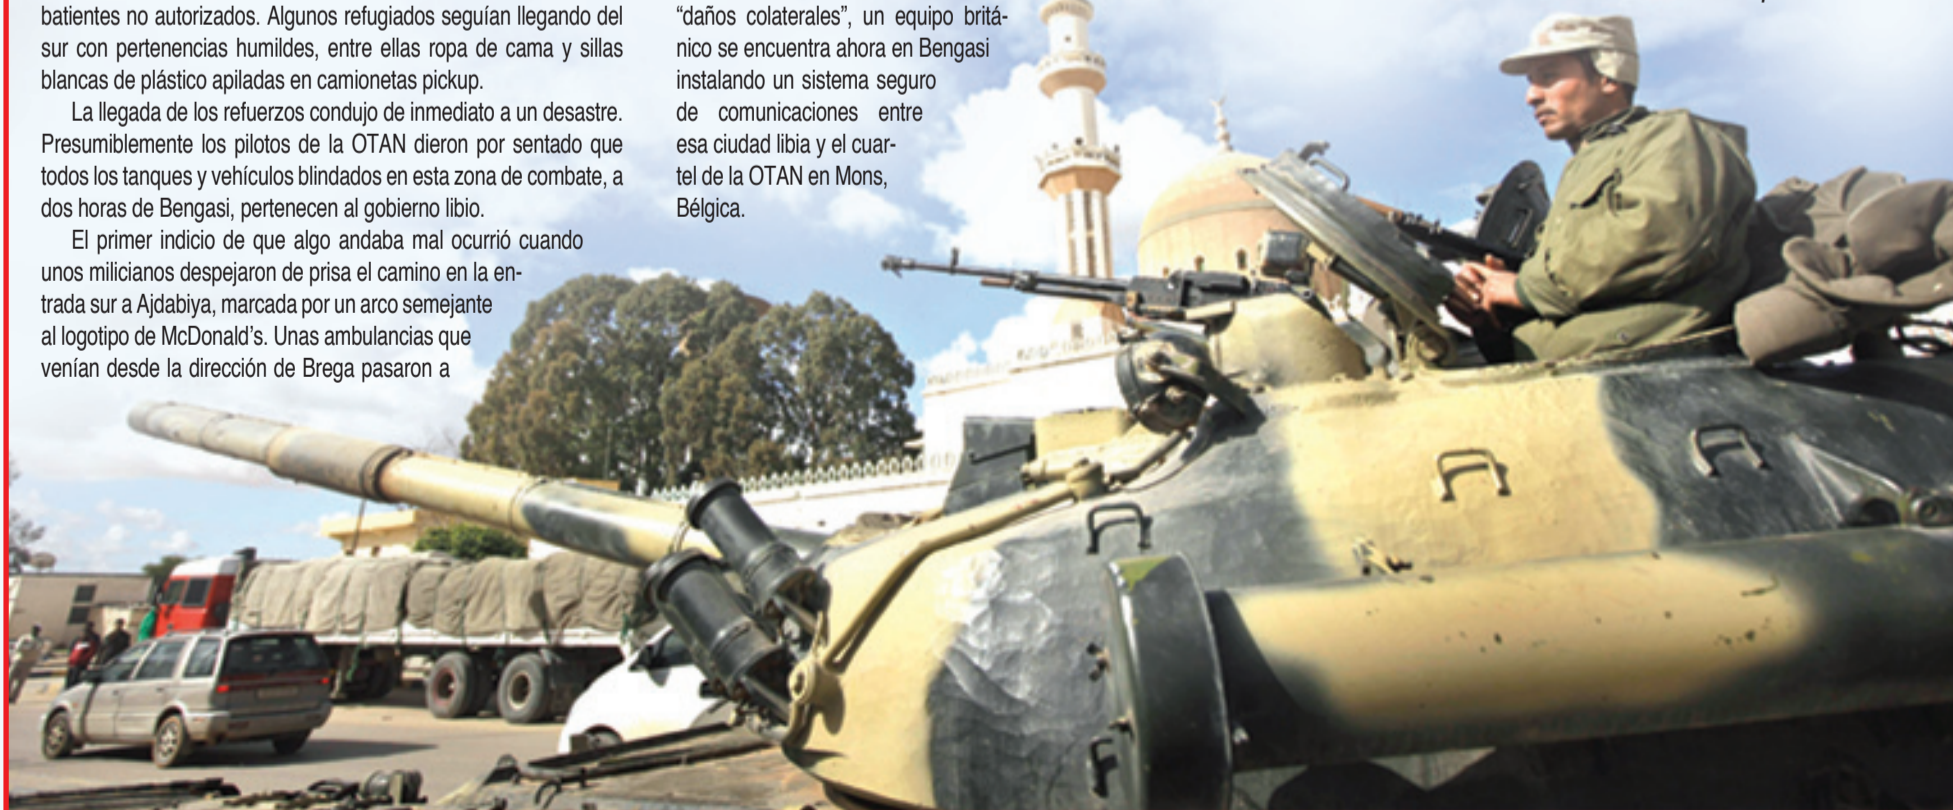 batientes no autorizados. Algunos refugiados seguían llegando del
sur con pertenencias humildes, entre ellas ropa de cama y sillas
blancas de plástico apiladas en camionetas pickup.
La llegada de los refuerzos condujo de inmediato a un desastre.
Presumiblemente los pilotos de la OTAN dieron por sentado que
todos los tanques y vehículos blindados en esta zona de combate, a
dos horas de Bengasi, pertenecen al gobierno libio.
El primer indicio de que algo andaba mal ocurrió cuando
unos milicianos despejaron de prisa el camino en la en-
trada sur a Ajdabiya, marcada por un arco semejante
al logotipo de McDonald's. Unas ambulancias que
venían desde la dirección de Brega pasaron a
“daños colaterales”, un equipo britá-
nico se encuentra ahora en Bengasi
instalando un sistema seguro
de comunicaciones entre
esa ciudad libia y el cuar-
tel de la OTAN en Mons,
Bélgica.